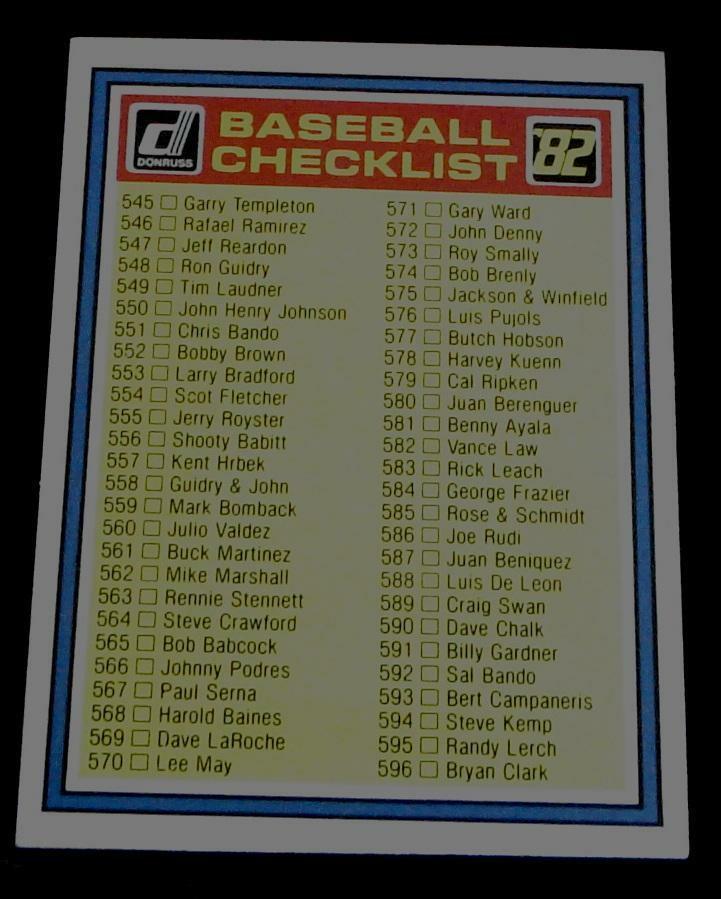 d
DONRUSS
BASEBALL
CHECKLIST
'82
545 Garry Templeton
546 Rafael Ramirez
547 Jeff Reardon
548 Ron Guidry
549 Tim Laudner
550 John Henry Johnson
551 Chris Bando
552 Bobby Brown
553 Larry Bradford
554 Scot Fletcher
555 Jerry Royster
556 Shooty Babitt
557 Kent Hrbek
558 Guidry & John
559 Mark Bomback
560 Julio Valdez
561 Buck Martinez
562 Mike Marshall
563 Rennie Stennett
564 Steve Crawford
565 Bob Babcock
566 Johnny Podres
567 Paul Serna
568 Harold Baines
569 Dave LaRoche
570 Lee May
571 Gary Ward
572 John Denny
573 Roy Smally
574 Bob Brenly
575 Jackson & Winfield
576 Luis Pujols
577 Butch Hobson
578 Harvey Kuenn
579 Cal Ripken
580 Juan Berenguer
581 Benny Ayala
582 Vance Law
583 Rick Leach
584 George Frazier
585 Rose & Schmidt
586 Joe Rudi
587 Juan Beniquez
588 Luis De Leon
589 Craig Swan
590 Dave Chalk
591 Billy Gardner
592 Sal Bando
593 Bert Campaneris
594 Steve Kemp
595 Randy Lerch
596 Bryan Clark